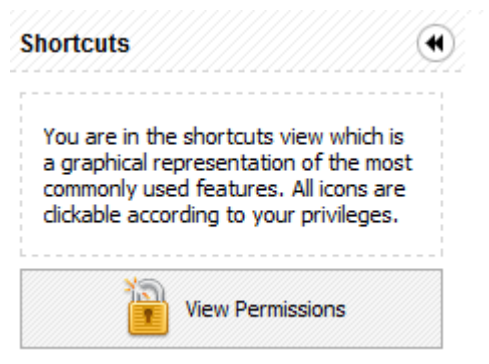 Shortcuts
You are in the shortcuts view which is
a graphical representation of the most
commonly used features. All icons are
clickable according to your privileges.
View Permissions